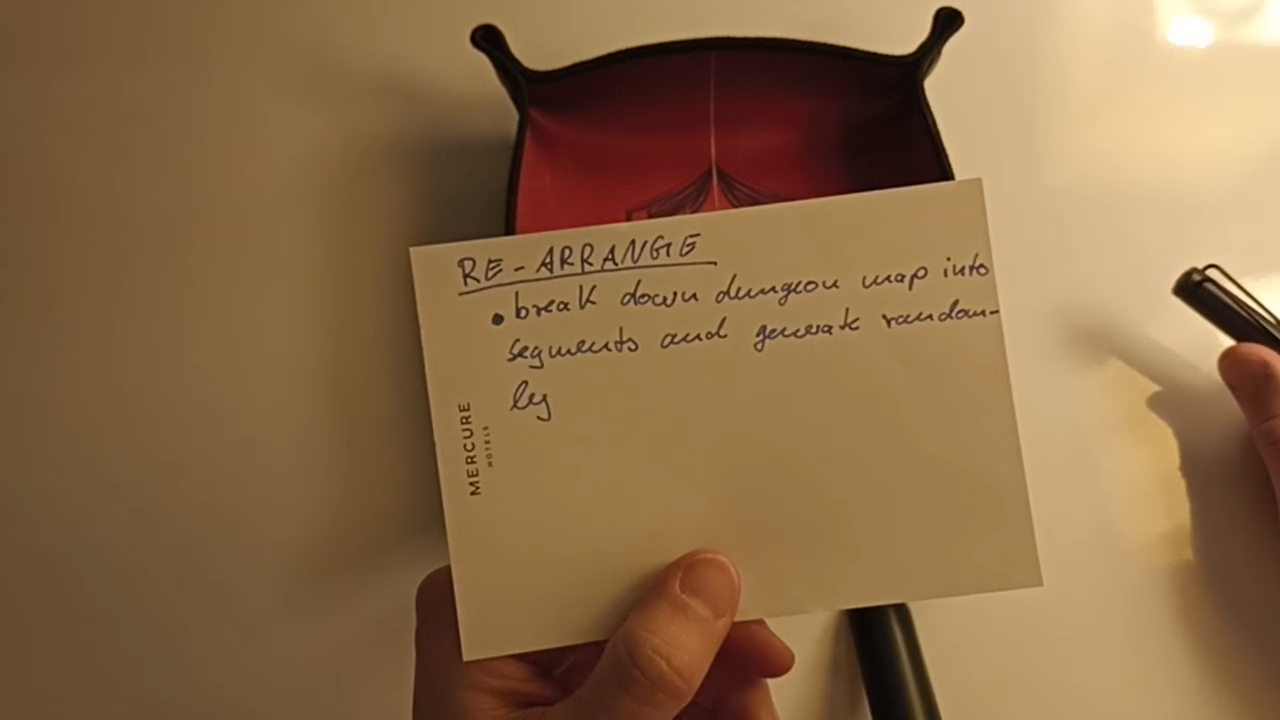 RE-ARRANGE
• break down dungeon map into
segments and generate random-
ly
MERCURE
HOTELS